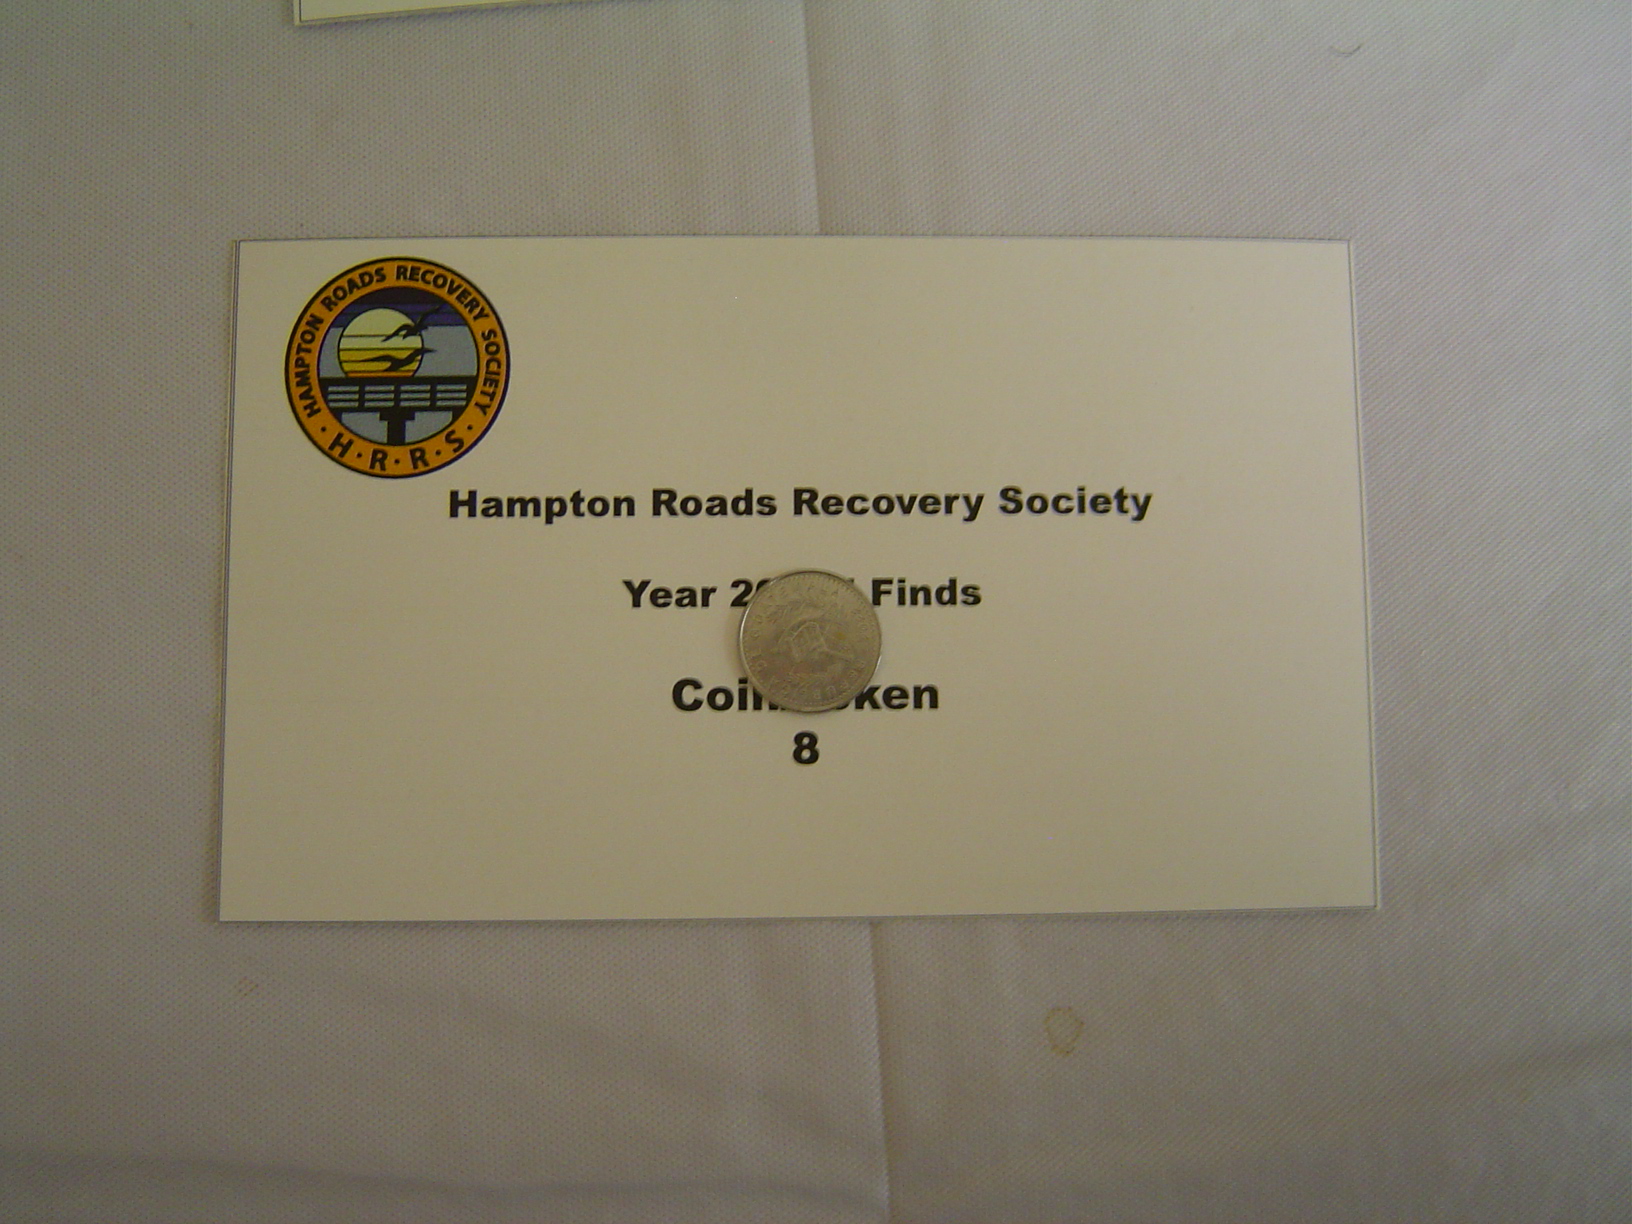 HAMPTON ROADS RECOVERY SOCIETY
· H · R · R · S ·
Hampton Roads Recovery Society
Year Finds
8